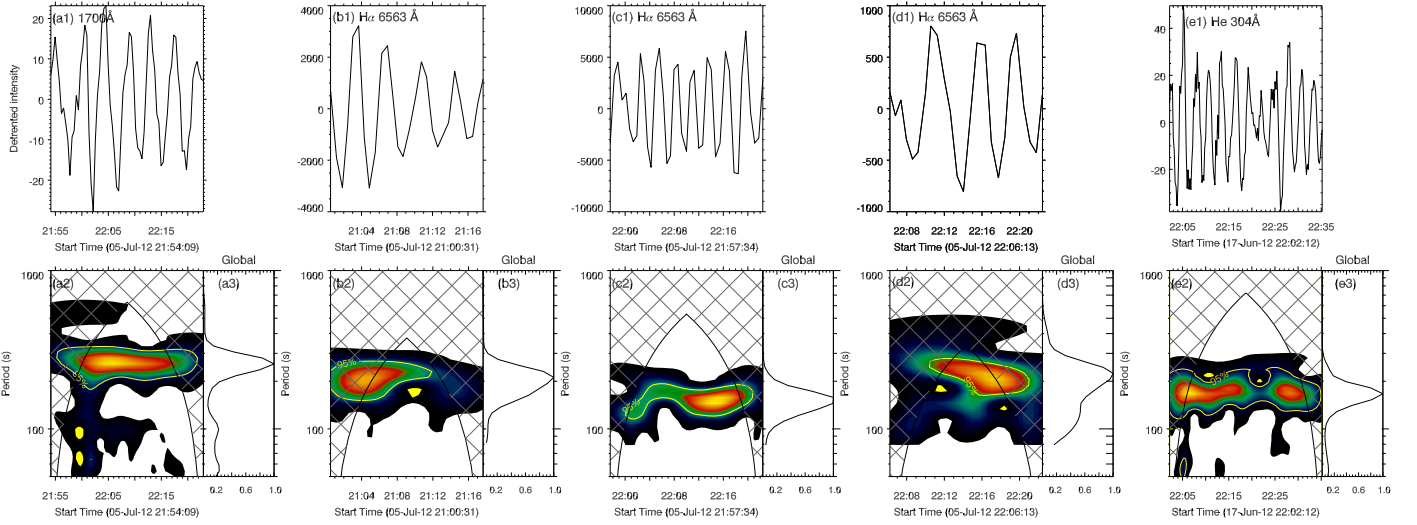 (a1) 1700Å
(b1) Hα 6563 Å
(c1) Hα 6563 Å
(d1) Hα 6563 Å
(e1) He 304Å
Detrented intensity
20
10
0
-10
-20
4000
2000
0
-2000
-4000
10000
5000
0
-5000
-10000
1000
500
0
-500
-1000
40
20
0
-20
21:55 22:05 22:15
21:04 21:08 21:12 21:16
22:00 22:08 22:16
22:08 22:12 22:16 22:20
22:05 22:15 22:25 22:35
Start Time (05-Jul-12 21:54:09)
Start Time (05-Jul-12 21:00:31)
Start Time (05-Jul-12 21:57:34)
Start Time (05-Jul-12 22:06:13)
Start Time (17-Jun-12 22:02:12)
Global
Global
Global
Global
Global
(a2)
(a3)
(b2)
(b3)
(c2)
(c3)
(d2)
(d3)
(e2)
(e3)
Period (s)
Period (s)
Period (s)
Period (s)
Period (s)
1000
100
1000
100
1000
100
1000
100
1000
100
95%
95%
95%
95%
95%
21:55 22:05 22:15
0.2 0.6 1.0
21:04 21:08 21:12 21:16
0.2 0.6 1.0
22:00 22:08 22:16
0.2 0.6 1.0
22:08 22:12 22:16 22:20
0.2 0.6 1.0
22:05 22:15 22:25
0.2 0.6 1.0
Start Time (05-Jul-12 21:54:09)
Start Time (05-Jul-12 21:00:31)
Start Time (05-Jul-12 21:57:34)
Start Time (05-Jul-12 22:06:13)
Start Time (17-Jun-12 22:02:12)